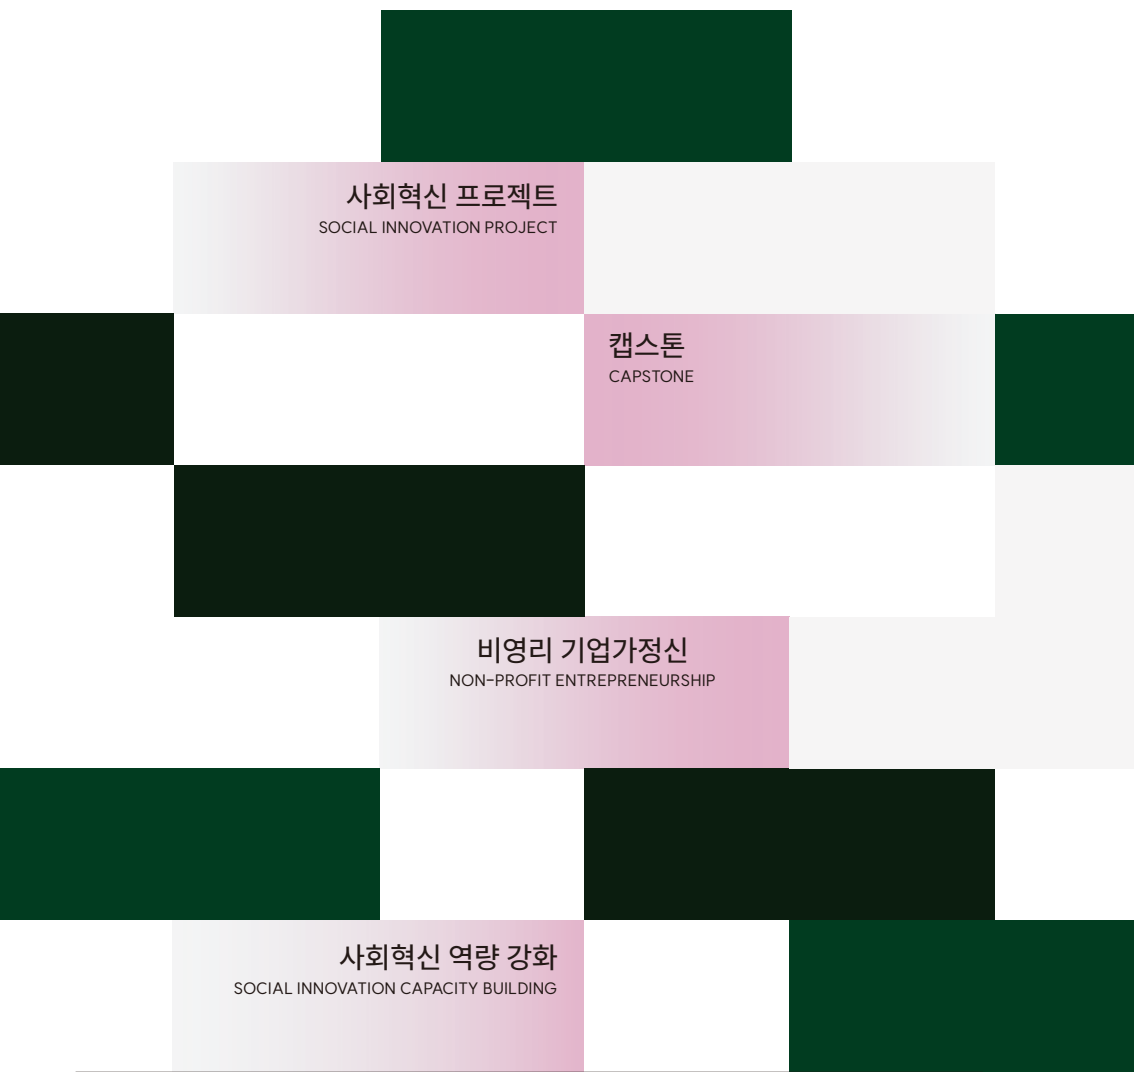 사회혁신 프로젝트
SOCIAL INNOVATION PROJECT
캡스톤
CAPSTONE
비영리 기업가정신
NON-PROFIT ENTREPRENEURSHIP
사회혁신 역량 강화
SOCIAL INNOVATION CAPACITY BUILDING